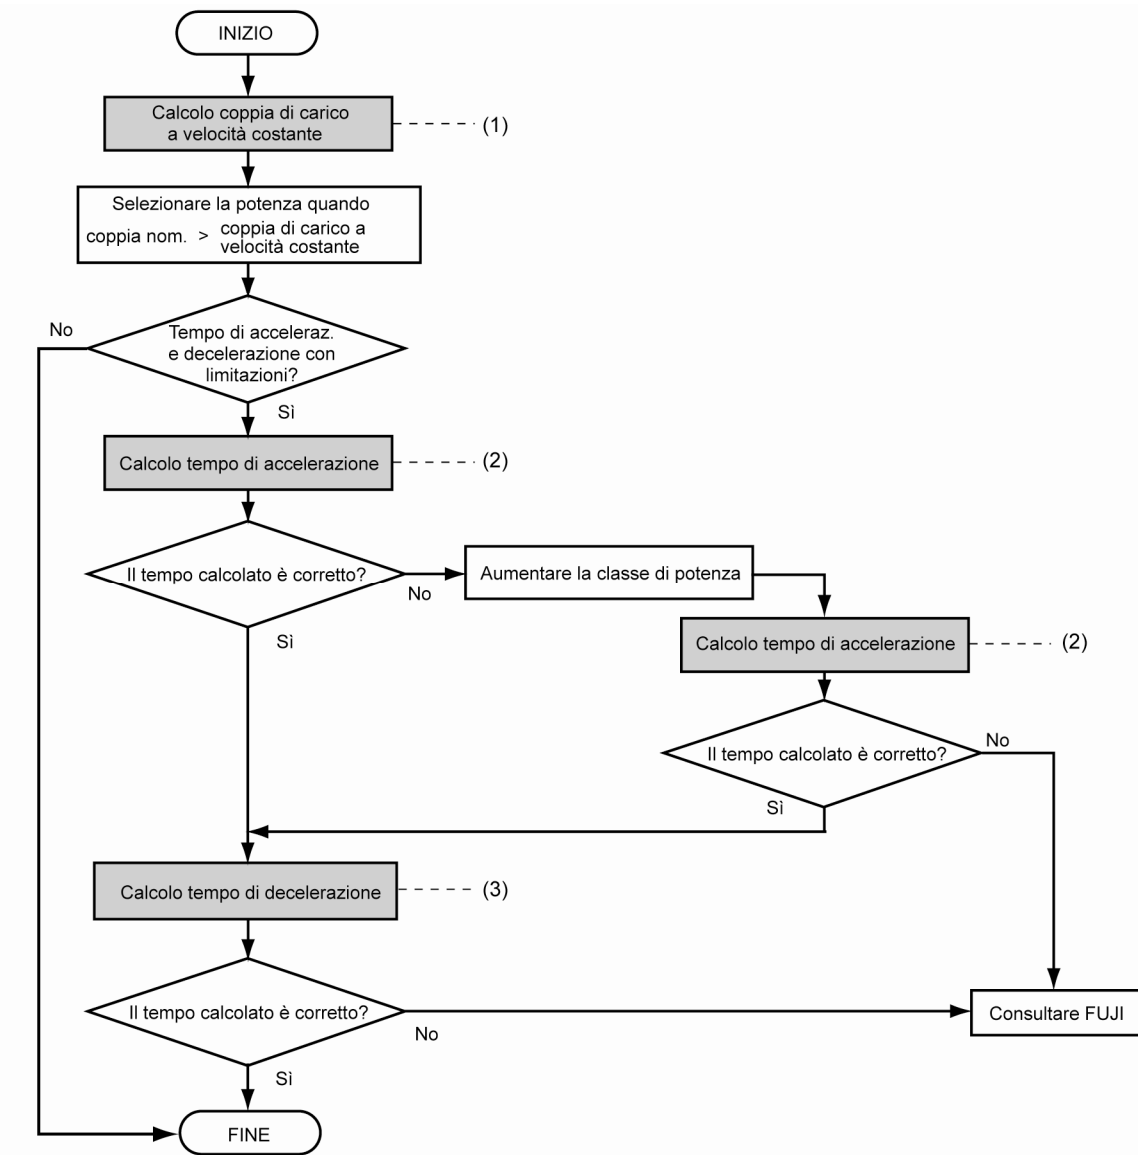 INIZIO
Calcolo coppia di carico
a velocità costante
(1)
Selezionare la potenza quando
coppia nom. > coppia di carico a
velocità costante
No
Tempo di acceleraz.
e decelerazione con
limitazioni?
Sì
Calcolo tempo di accelerazione
(2)
Il tempo calcolato è corretto?
No
Aumentare la classe di potenza
Sì
Calcolo tempo di accelerazione
(2)
Il tempo calcolato è corretto?
No
Sì
Calcolo tempo di decelerazione
(3)
Il tempo calcolato è corretto?
No
Consultare FUJI
Sì
FINE